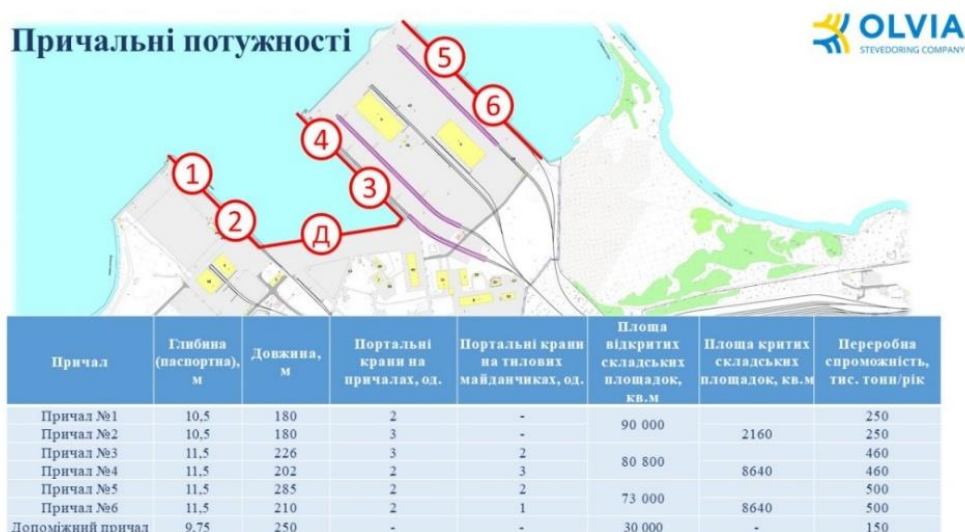 Причальні потужності
OLVIA
STEVEDORING COMPANY
5
6
4
3
1
2
Д
Причал
Глибина (паспортна), м
Довжина, м
Портальні крани на причалах, од.
Портальні крани на тилових майданчиках, од.
Площа відкритих складських площадок, кв.м
Площа критих складських площадок, кв.м
Переробна спроможність, тис. тонн/рік
Причал №1 10,5 180 2 - 90 000 2160 250
Причал №2 10,5 180 3 - 250
Причал №3 11,5 226 3 2 80 800 8640 460
Причал №4 11,5 202 2 3 460
Причал №5 11,5 285 2 2 73 000 8640 500
Причал №6 11,5 210 2 1 500
Допоміжний причал 9,75 250 - - 30 000 - 150